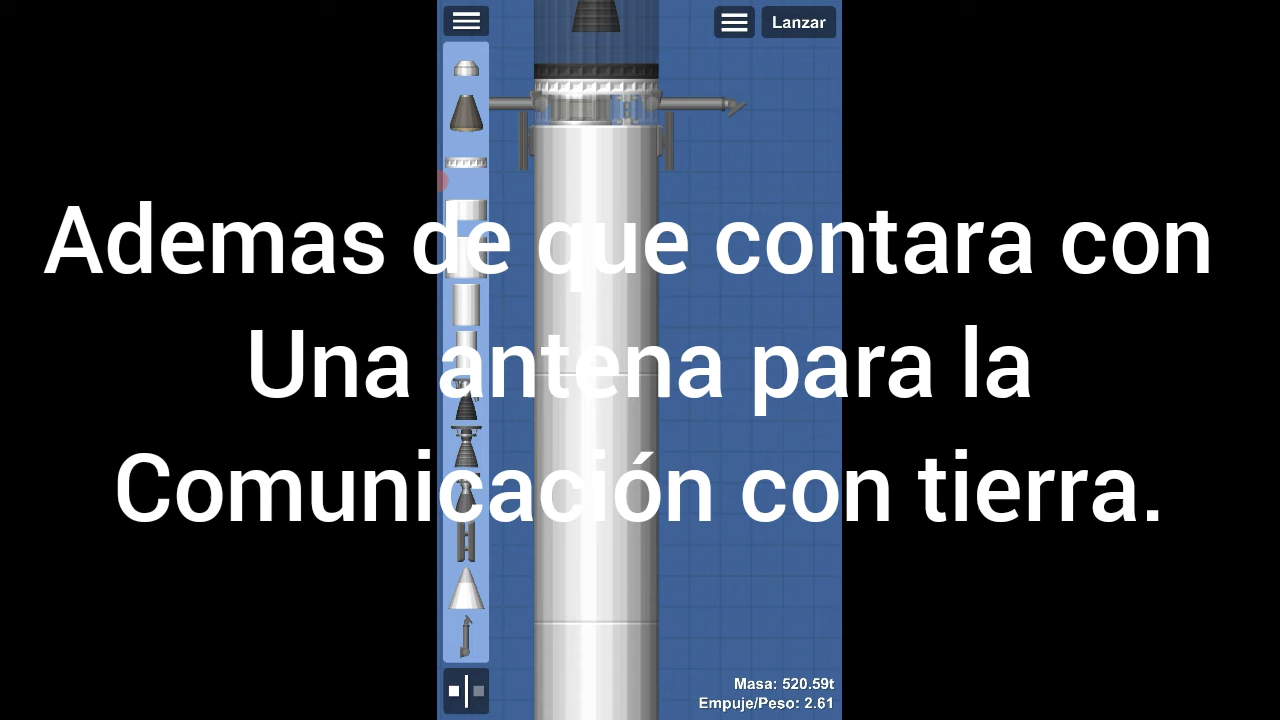 Lanzar
Ademas de que contara con
Una antena para la
Comunicación con tierra.
Masa: 520.59t
Empuje/Peso: 2.61